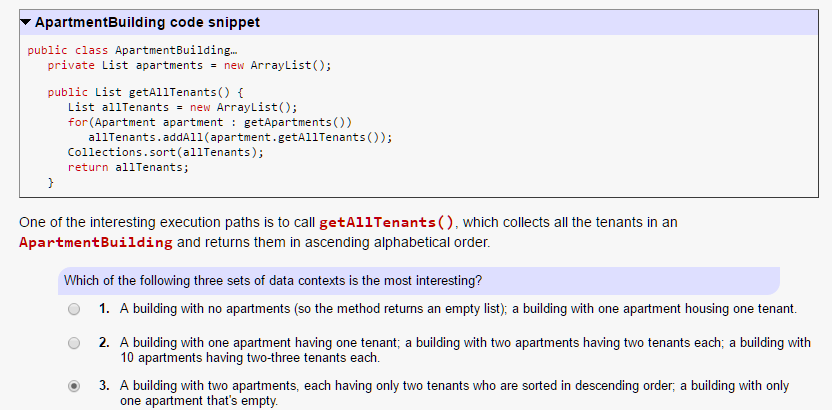 ApartmentBuilding code snippet
public class ApartmentBuilding…
private List apartments = new ArrayList();
public List getAllTenants() {
List allTenants = new ArrayList();
for(Apartment apartment : getApartments())
allTenants.addAll(apartment.getAllTenants());
Collections.sort(allTenants);
return allTenants;
}
One of the interesting execution paths is to call getAllTenants(), which collects all the tenants in an
ApartmentBuilding and returns them in ascending alphabetical order.
Which of the following three sets of data contexts is the most interesting?
1. A building with no apartments (so the method returns an empty list); a building with one apartment housing one tenant.
2. A building with one apartment having one tenant; a building with two apartments having two tenants each; a building with
10 apartments having two-three tenants each.
3. A building with two apartments, each having only two tenants who are sorted in descending order; a building with only
one apartment that's empty.